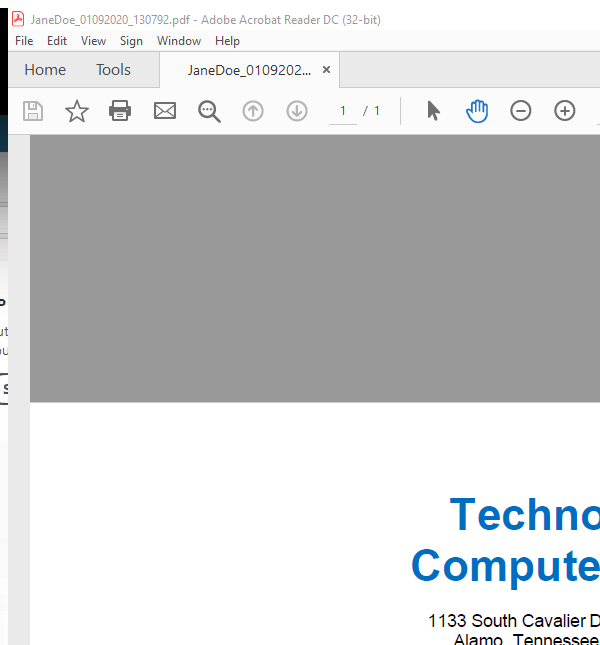 JaneDoe_01092020_130792.pdf - Adobe Acrobat Reader DC (32-bit)
File Edit View Sign Window Help
Home Tools JaneDoe_0109202... ×
1 / 1
Techno
Compute
1133 South Cavalier D
Alamo, Tennessee